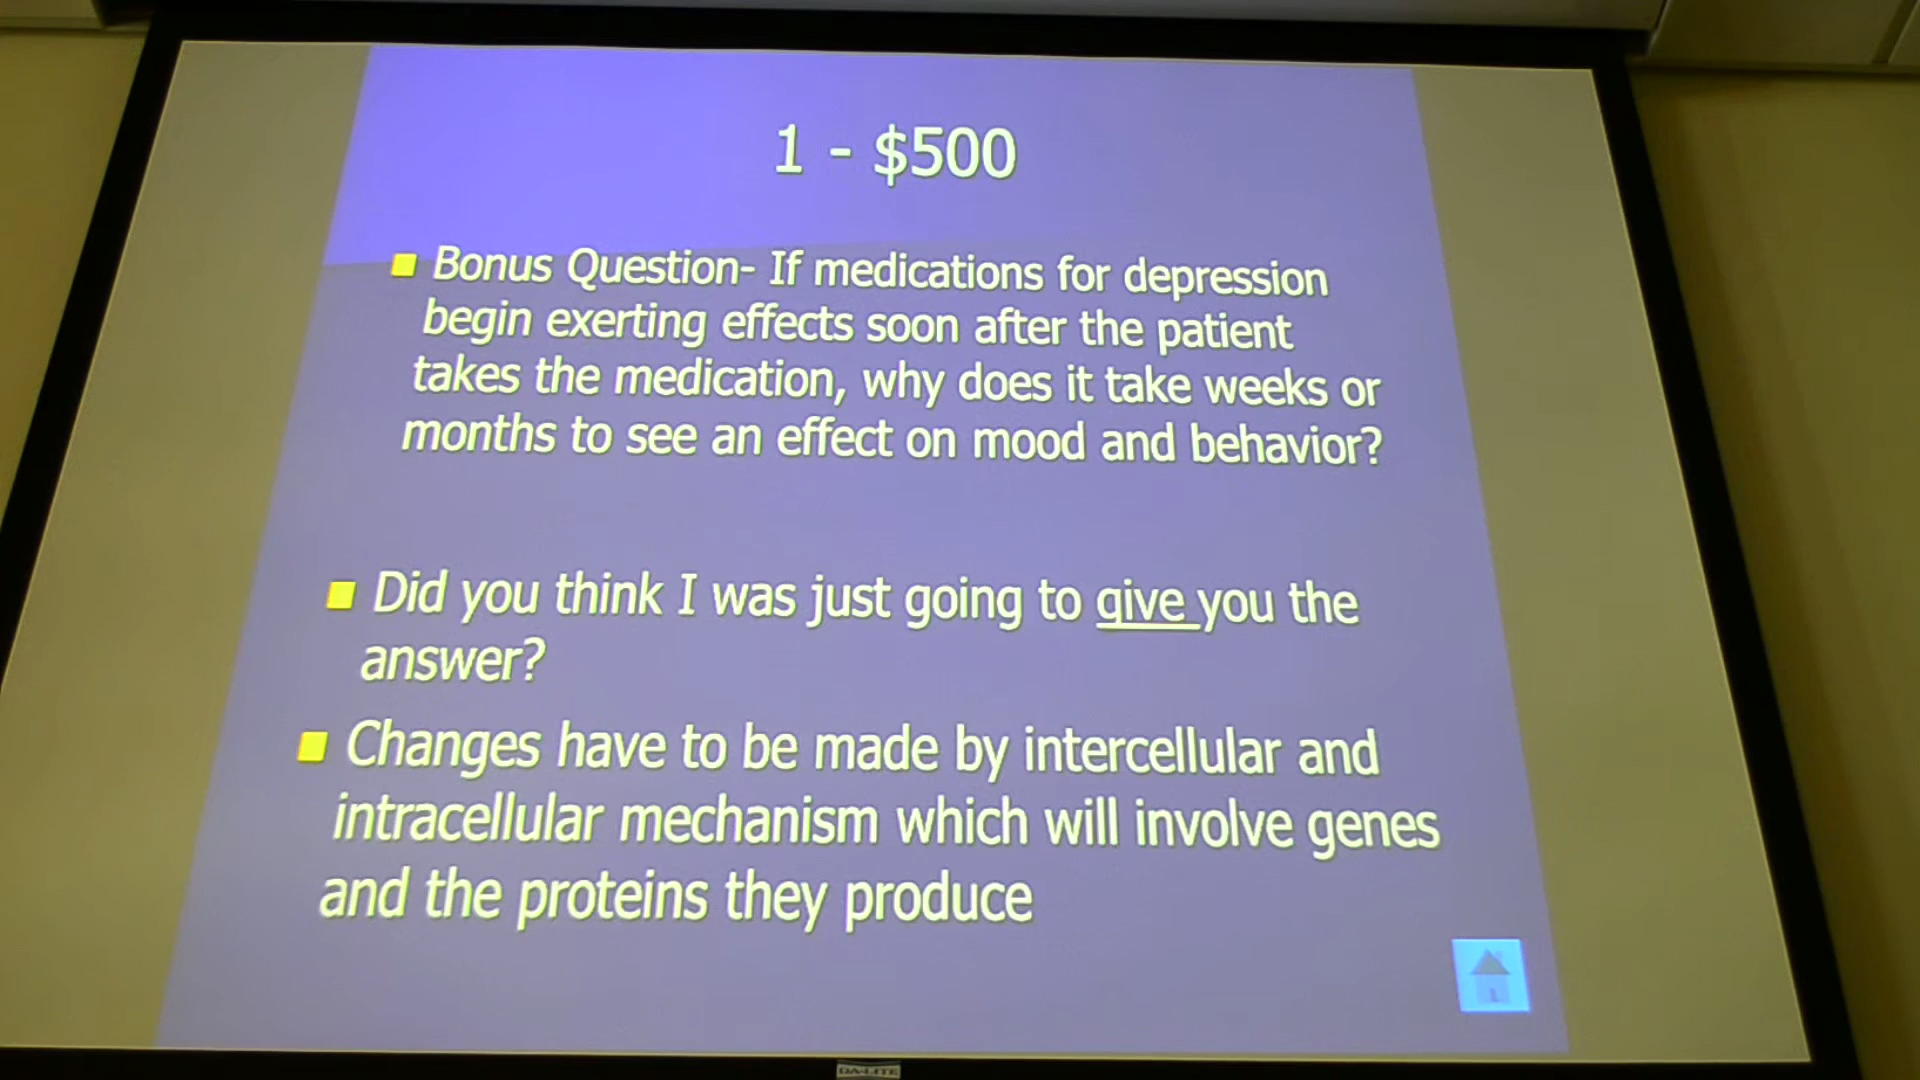 1 - $500
Bonus Question- If medications for depression
begin exerting effects soon after the patient
takes the medication, why does it take weeks or
months to see an effect on mood and behavior?
Did you think I was just going to give you the
answer?
Changes have to be made by intercellular and
intracellular mechanism which will involve genes
and the proteins they produce
DA-LITE